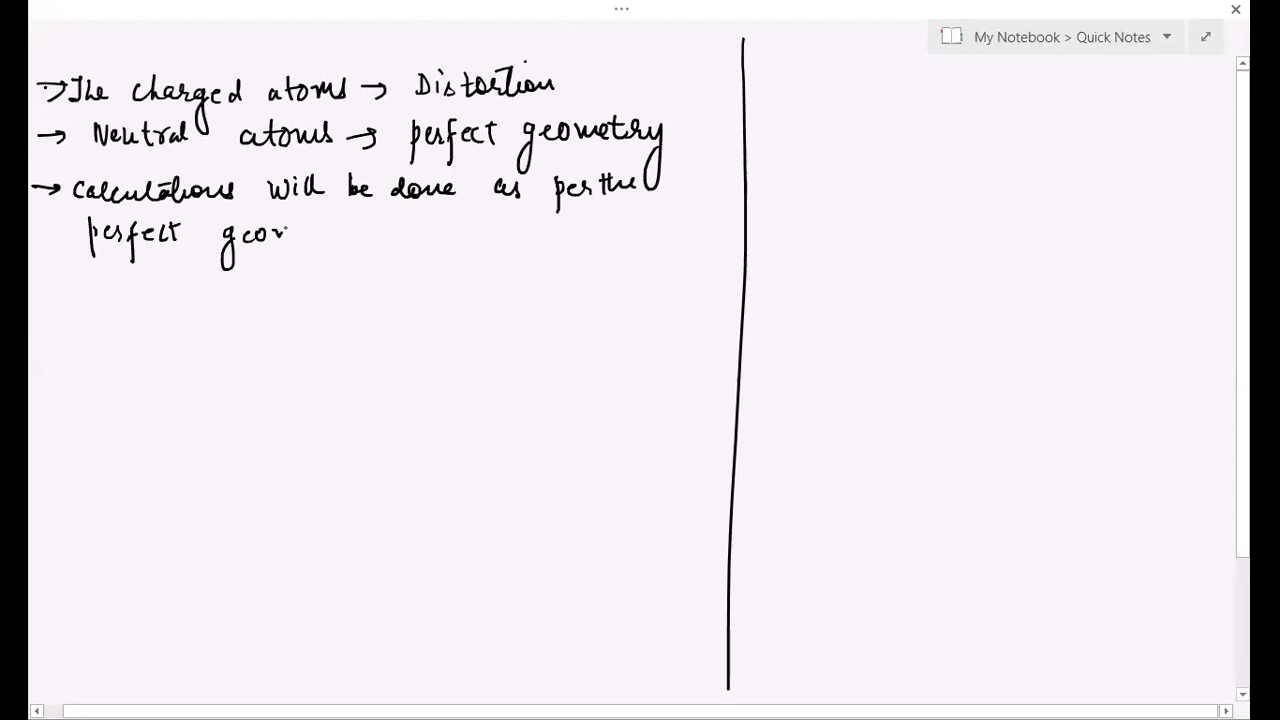 My Notebook > Quick Notes
→ The charged atoms → Distortion
→ Neutral atoms → perfect geometry
→ Calculations will be done as per the
perfect geom